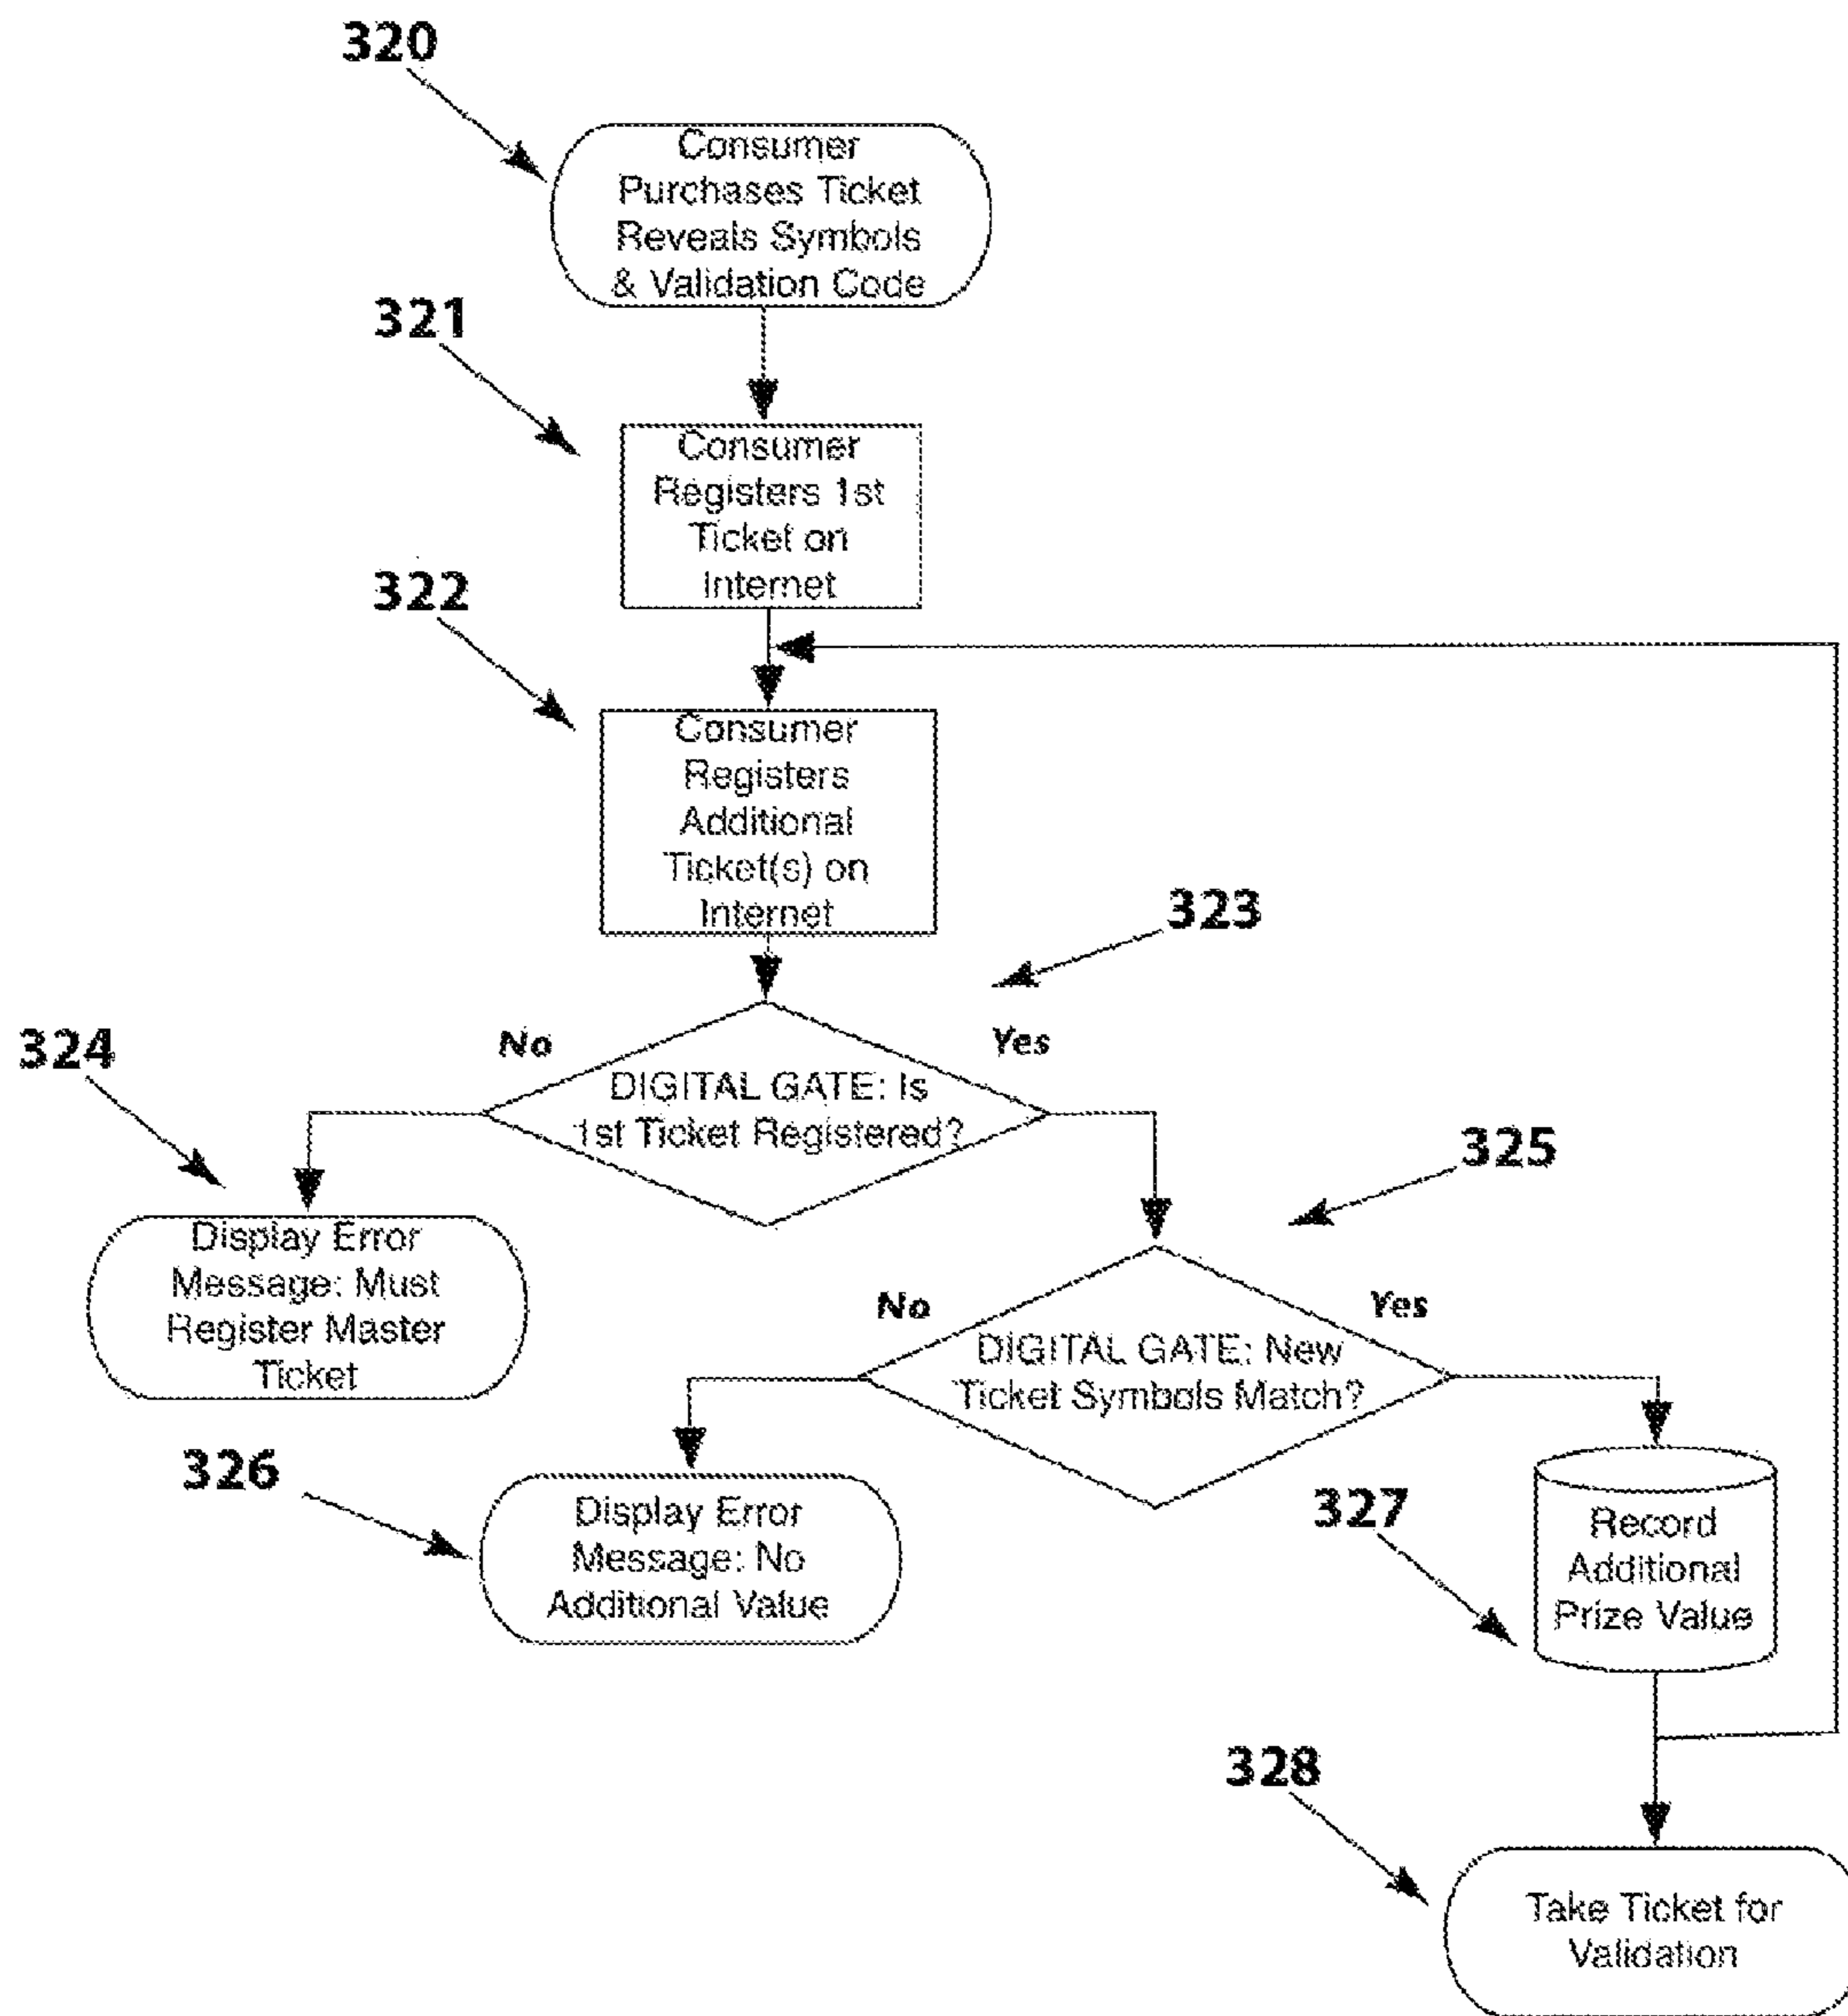 320
Consumer
Purchases Ticket
Reveals Symbols
& Validation Code
321
Consumer
Registers 1st
Ticket on
Internet
322
Consumer
Registers
Additional
Ticket(s) on
Internet
323
No
Yes
DIGITAL GATE: Is
1st Ticket Registered?
324
Display Error
Message: Must
Register Master
Ticket
325
No
Yes
DIGITAL GATE: New
Ticket Symbols Match?
326
Display Error
Message: No
Additional Value
327
Record
Additional
Prize Value
328
Take Ticket for
Validation